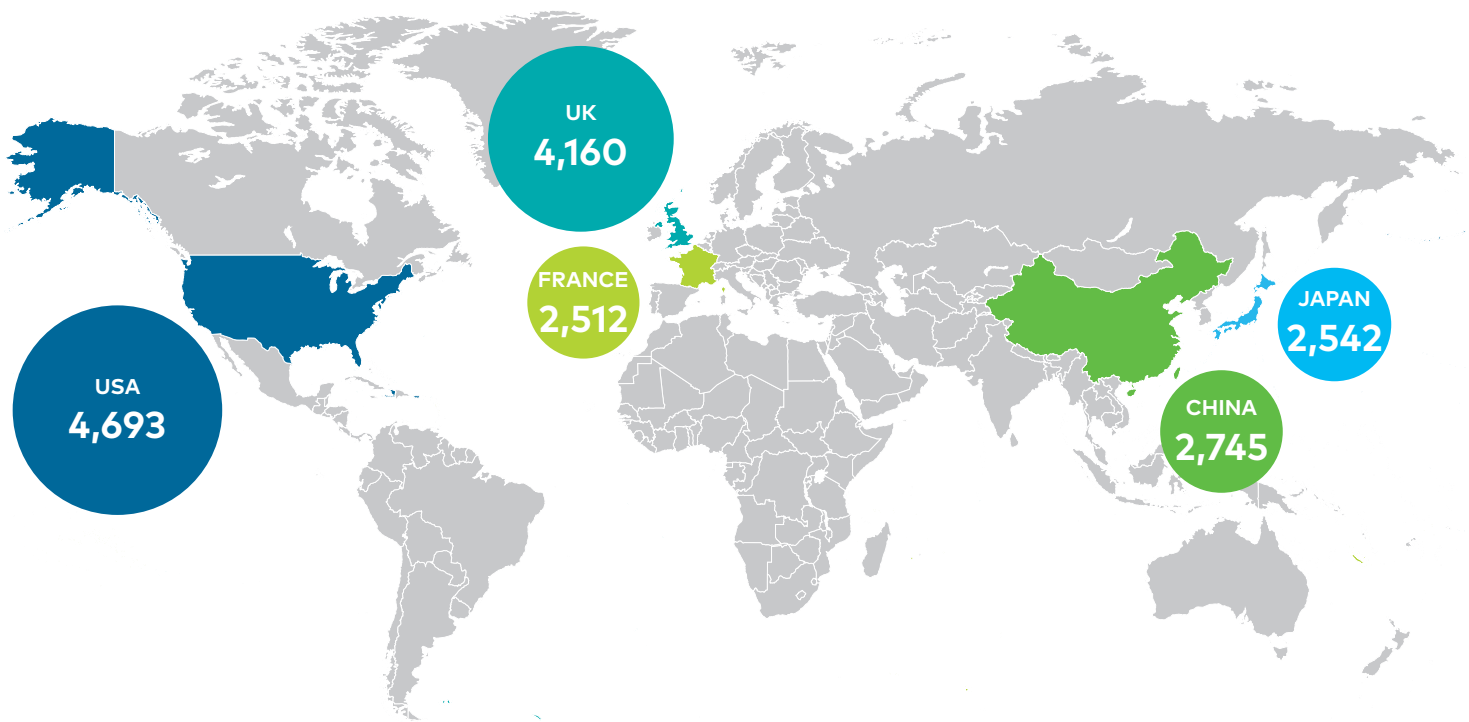 UK
4,160
FRANCE
2,512
JAPAN
2,542
USA
4,693
CHINA
2,745